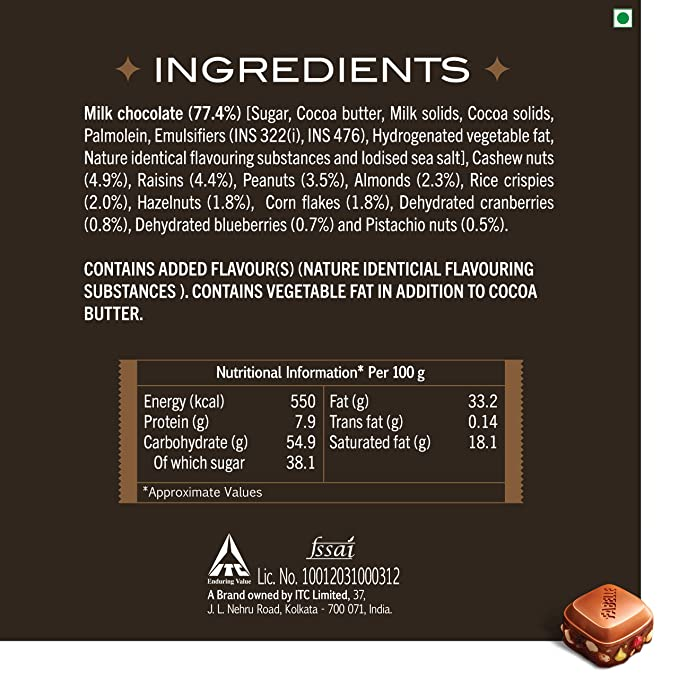 INGREDIENTS
Milk chocolate (77.4%) [Sugar, Cocoa butter, Milk solids, Cocoa solids,
Palmolein, Emulsifiers (INS 322(i), INS 476), Hydrogenated vegetable fat,
Nature identical flavouring substances and Iodised sea salt], Cashew nuts
(4.9%), Raisins (4.4%), Peanuts (3.5%), Almonds (2.3%), Rice crispies
(2.0%), Hazelnuts (1.8%), Corn flakes (1.8%), Dehydrated cranberries
(0.8%), Dehydrated blueberries (0.7%) and Pistachio nuts (0.5%).
CONTAINS ADDED FLAVOUR(S) (NATURE IDENTICIAL FLAVOURING
SUBSTANCES ). CONTAINS VEGETABLE FAT IN ADDITION TO COCOA
BUTTER.
Nutritional Information* Per 100 g
Energy (kcal) 550 Fat (g) 33.2
Protein (g) 7.9 Trans fat (g) 0.14
Carbohydrate (g) 54.9 Saturated fat (g) 18.1
Of which sugar 38.1
*Approximate Values
ITC
Enduring Value
fssai
Lic. No. 10012031000312
A Brand owned by ITC Limited, 37,
J. L. Nehru Road, Kolkata - 700 071, India.
FABELLE